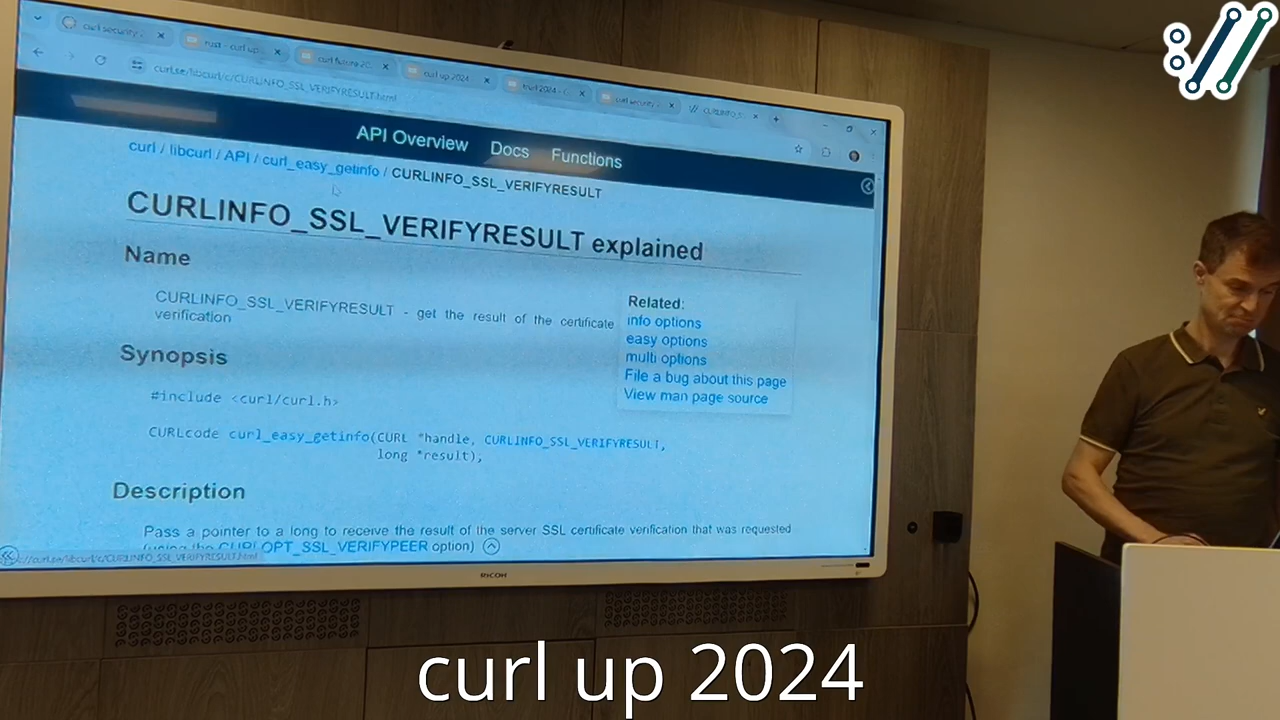 curl security
rust - curl up
curl future 20
curl up 2024
trurl 2024 - C
curl security
CURLINFO_S
curl.se/libcurl/c/CURLINFO_SSL_VERIFYRESULT.html
API Overview Docs Functions
curl / libcurl / API / curl_easy_getinfo / CURLINFO_SSL_VERIFYRESULT
CURLINFO_SSL_VERIFYRESULT explained
Name
CURLINFO_SSL_VERIFYRESULT - get the result of the certificate
verification
Related:
info options
easy options
multi options
File a bug about this page
View man page source
Synopsis
#include <curl/curl.h>
CURLcode curl_easy_getinfo(CURL *handle, CURLINFO_SSL_VERIFYRESULT,
long *result);
Description
Pass a pointer to a long to receive the result of the server SSL certificate verification that was requested
(using the CURLOPT_SSL_VERIFYPEER option)
//curl.se/libcurl/c/CURLINFO_SSL_VERIFYRESULT.html
RICOH
curl up 2024